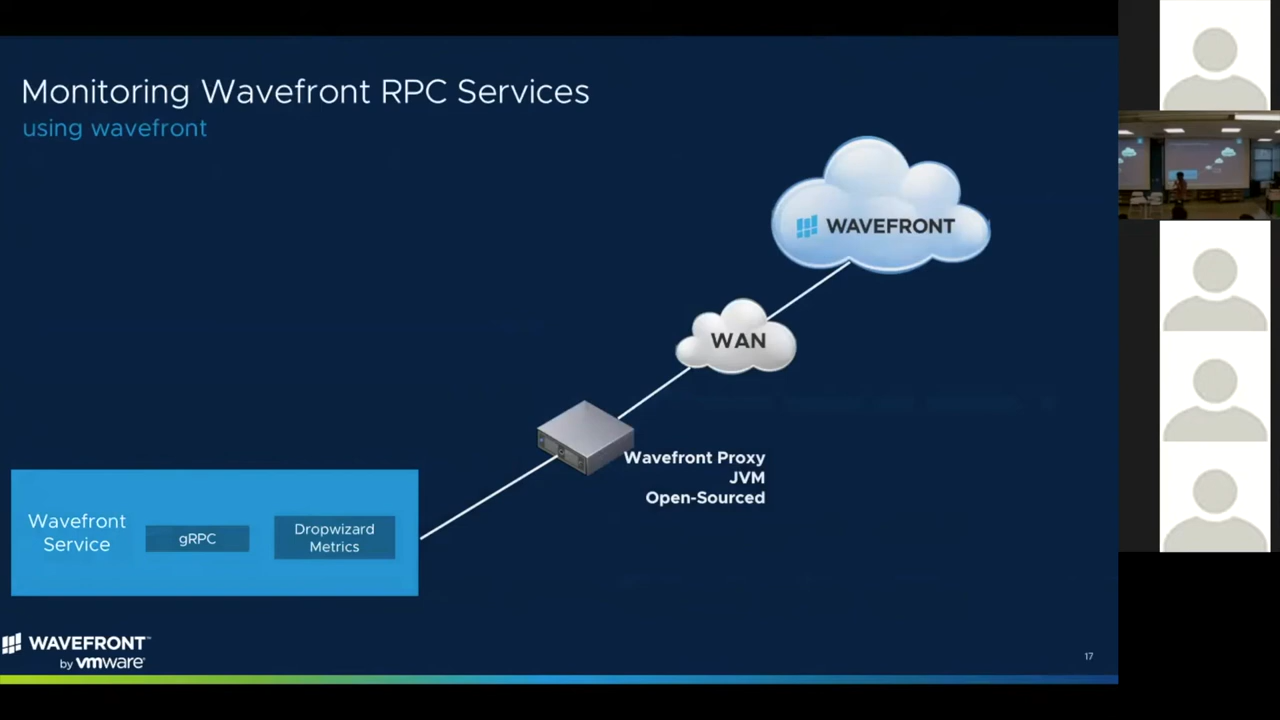 Monitoring Wavefront RPC Services
using wavefront
WAVEFRONT
WAN
Wavefront Proxy
JVM
Open-Sourced
Wavefront
Service
gRPC
Dropwizard
Metrics
WAVEFRONT™
by vmware®
17